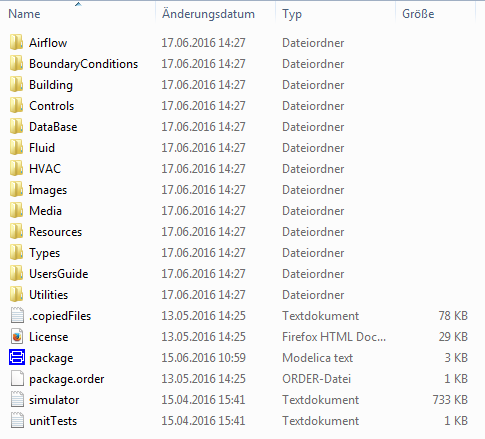 Name Änderungsdatum Typ Größe
Airflow 17.06.2016 14:27 Dateiordner
BoundaryConditions 17.06.2016 14:27 Dateiordner
Building 17.06.2016 14:27 Dateiordner
Controls 17.06.2016 14:27 Dateiordner
DataBase 17.06.2016 14:27 Dateiordner
Fluid 17.06.2016 14:27 Dateiordner
HVAC 17.06.2016 14:27 Dateiordner
Images 17.06.2016 14:27 Dateiordner
Media 17.06.2016 14:27 Dateiordner
Resources 17.06.2016 14:27 Dateiordner
Types 17.06.2016 14:27 Dateiordner
UsersGuide 17.06.2016 14:27 Dateiordner
Utilities 17.06.2016 14:27 Dateiordner
.copiedFiles 13.05.2016 14:25 Textdokument 78 KB
License 13.05.2016 14:25 Firefox HTML Doc... 29 KB
package 15.06.2016 10:59 Modelica text 3 KB
package.order 13.05.2016 14:25 ORDER-Datei 1 KB
simulator 15.04.2016 15:41 Textdokument 733 KB
unitTests 15.04.2016 15:41 Textdokument 1 KB